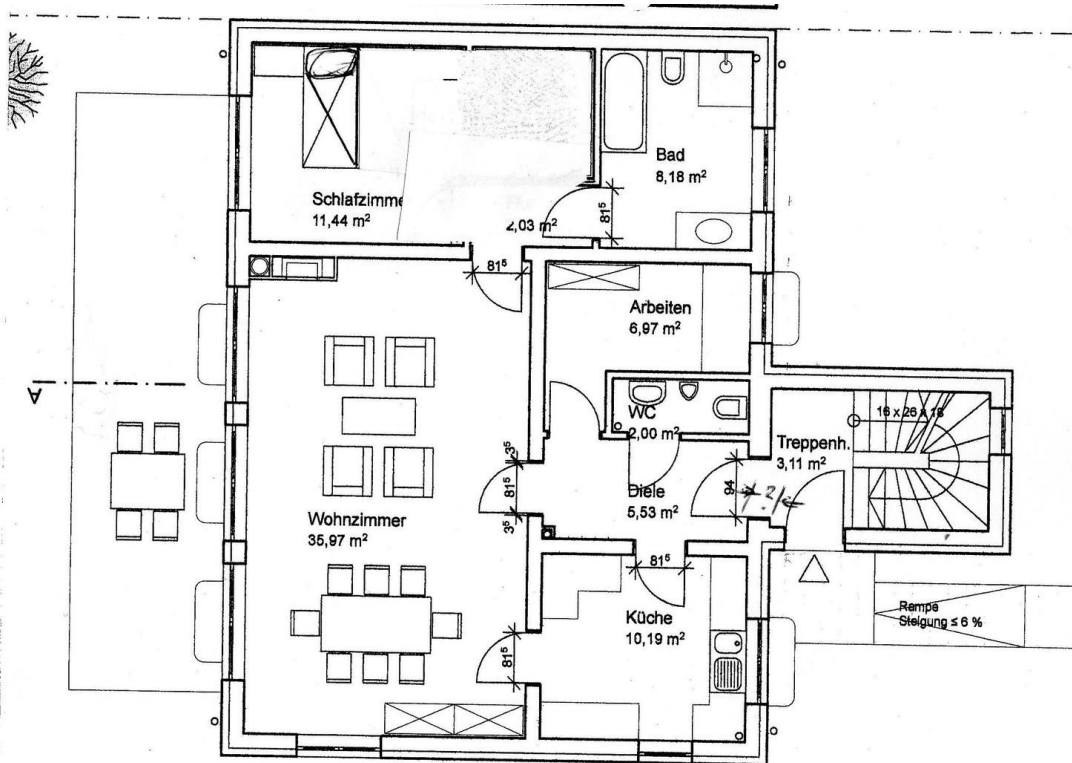 Bad
8,18 m²
Schlafzimme
11,44 m²
2,03 m²
81⁵
81⁵
Arbeiten
6,97 m²
WC
2,00 m²
16 x 26 x 18
Treppenh.
3,11 m²
A
3⁵
81⁵
3⁵
Diele
5,53 m²
94
Wohnzimmer
35,97 m²
81⁵
Küche
10,19 m²
81⁵
Rampe
Steigung ≤ 6 %